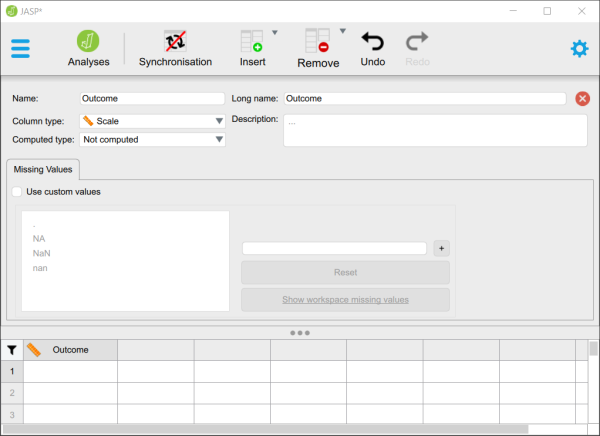 JASP*
Analyses
Synchronisation
Insert
Remove
Undo
Redo
Name: Outcome Long name: Outcome
Column type: Scale Description: ...
Computed type: Not computed
Missing Values
Use custom values
.
NA
NaN
nan
+
Reset
Show workspace missing values
Outcome
1
2
3